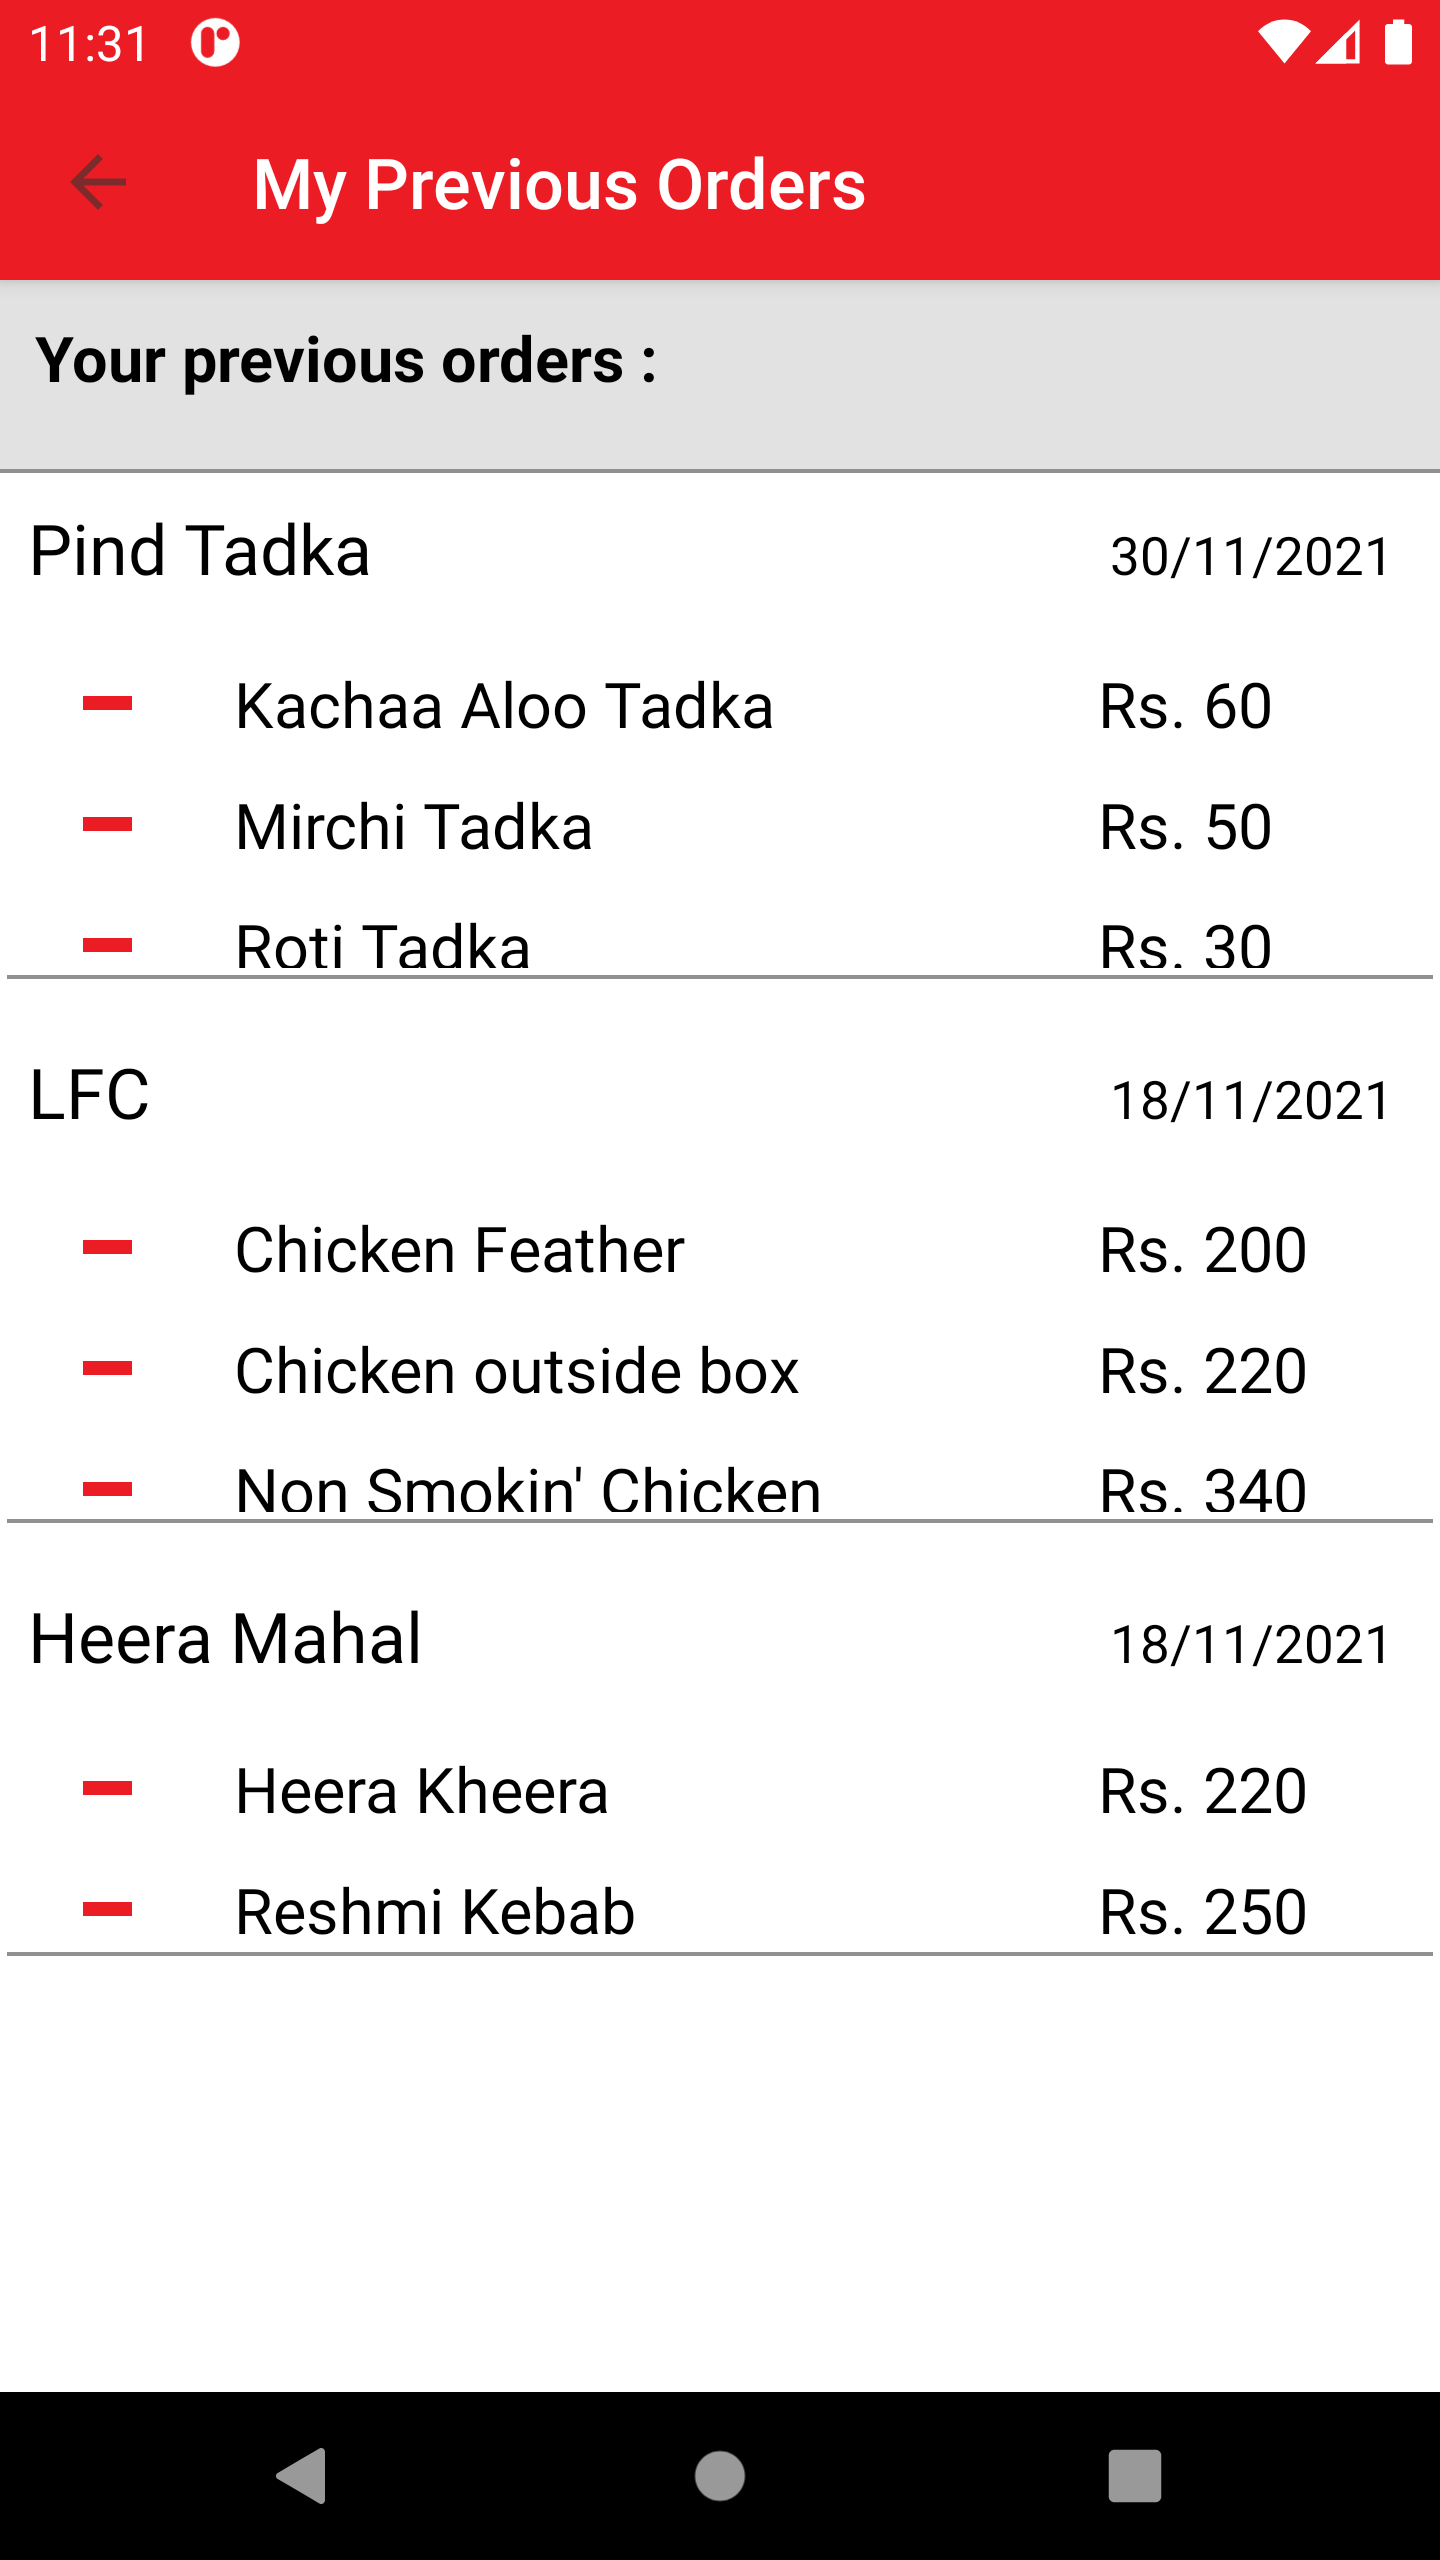 11:31
My Previous Orders
Your previous orders :
Pind Tadka 30/11/2021
Kachaa Aloo Tadka Rs. 60
Mirchi Tadka Rs. 50
Roti Tadka Rs. 30
LFC 18/11/2021
Chicken Feather Rs. 200
Chicken outside box Rs. 220
Non Smokin' Chicken Rs. 340
Heera Mahal 18/11/2021
Heera Kheera Rs. 220
Reshmi Kebab Rs. 250